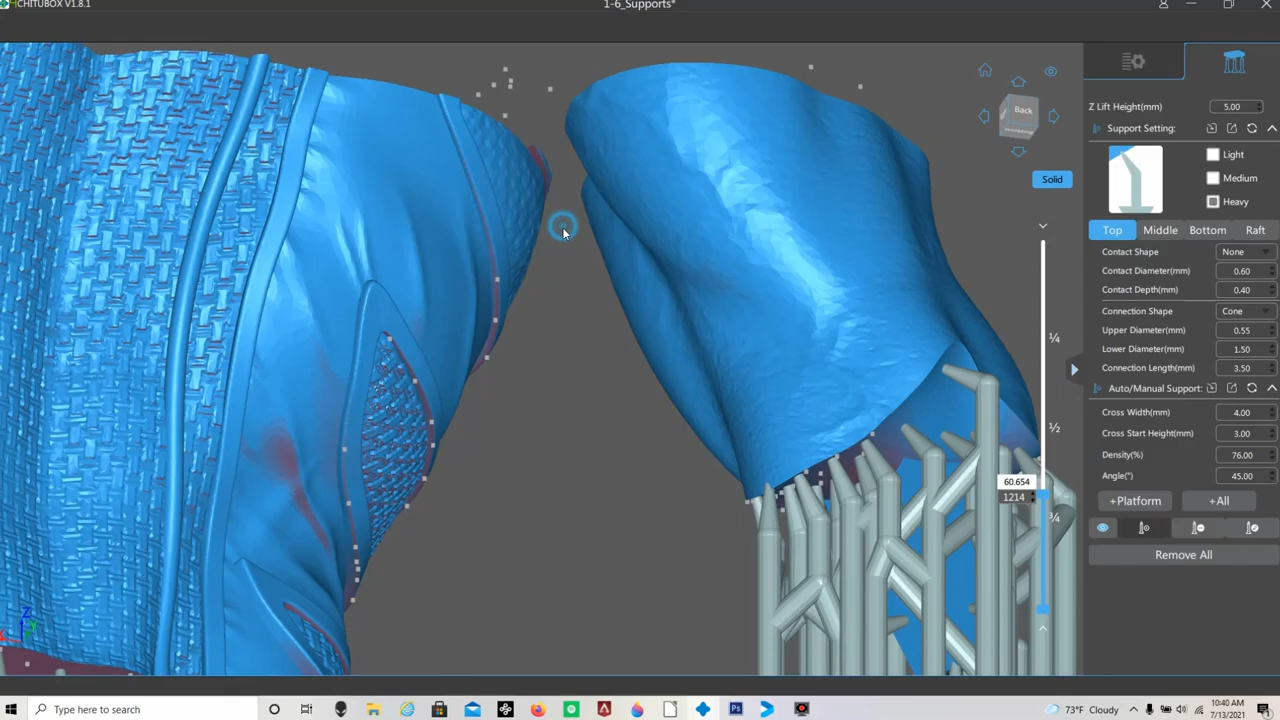 CHITUBOX V1.8.1
1-6_Supports*
Back
Solid
Z Lift Height(mm) 5.00
Support Setting:
Light
Medium
Heavy
Top Middle Bottom Raft
Contact Shape None
Contact Diameter(mm) 0.60
Contact Depth(mm) 0.40
Connection Shape Cone
Upper Diameter(mm) 0.55
Lower Diameter(mm) 1.50
Connection Length(mm) 3.50
Auto/Manual Support:
Cross Width(mm) 4.00
Cross Start Height(mm) 3.00
Density(%) 76.00
Angle(°) 45.00
+Platform +All
Remove All
¼
½
60.654
1214
¾
Z
Y
X
Type here to search
Ps
73°F Cloudy
10:40 AM
7/13/2021